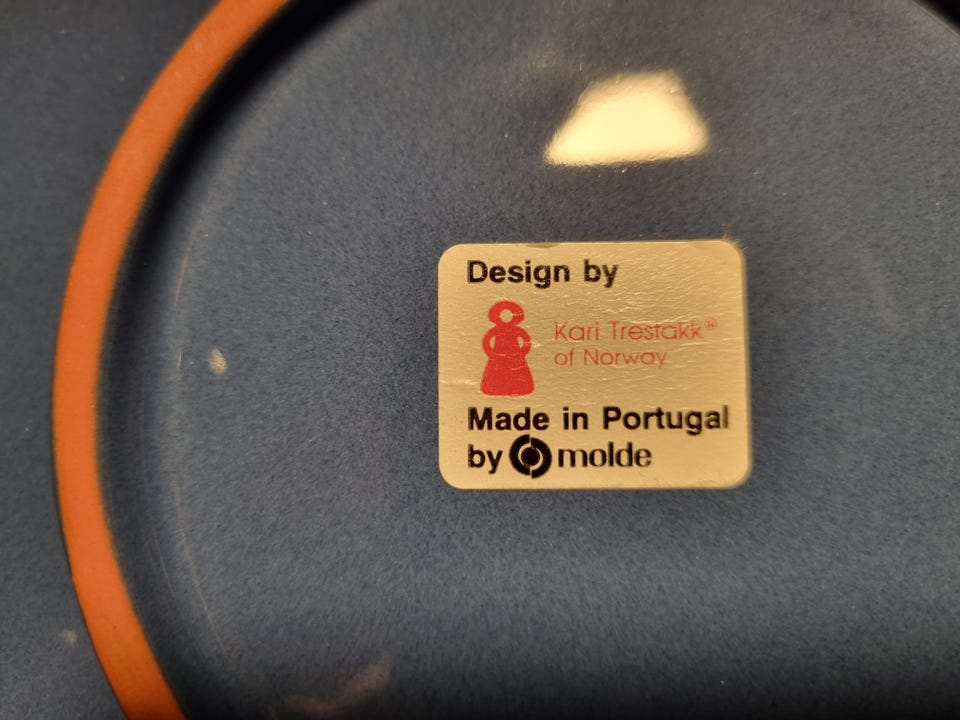 Design by
Kari Trestakk®
of Norway
Made in Portugal
by molde